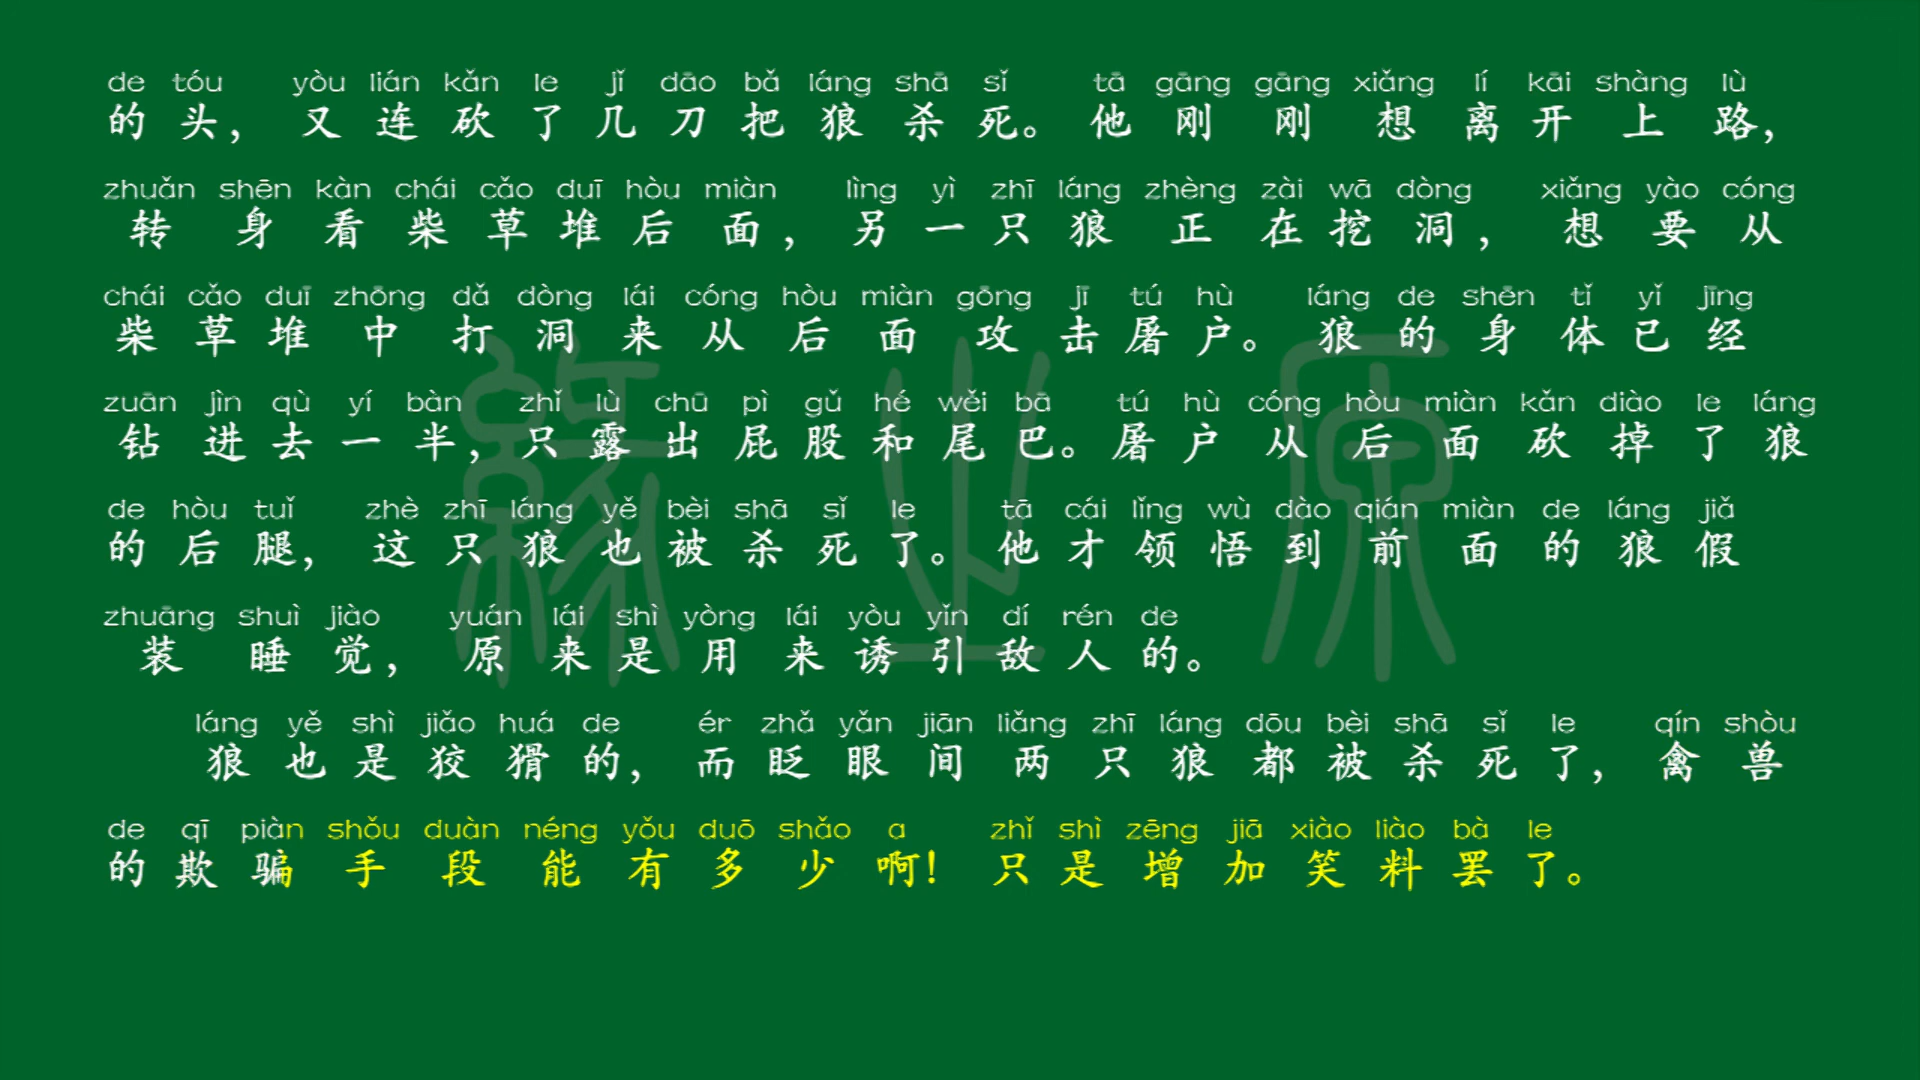 de tóu yòu lián kǎn le jǐ dāo bǎ láng shā sǐ tā gāng gāng xiǎng lí kāi shàng lù
的头，又连砍了几刀把狼杀死。他刚刚想离开上路，
zhuǎn shēn kàn chái cǎo duī hòu miàn lìng yì zhī láng zhèng zài wā dòng xiǎng yào cóng
转身看柴草堆后面，另一只狼正在挖洞，想要从
chái cǎo duī zhōng dǎ dòng lái cóng hòu miàn gōng jī tú hù láng de shēn tǐ yǐ jīng
柴草堆中打洞来从后面攻击屠户。狼的身体已经
zuān jìn qù yí bàn zhǐ lù chū pì gǔ hé wěi bā tú hù cóng hòu miàn kǎn diào le láng
钻进去一半，只露出屁股和尾巴。屠户从后面砍掉了狼
de hòu tuǐ zhè zhī láng yě bèi shā sǐ le tā cái lǐng wù dào qián miàn de láng jiǎ
的后腿，这只狼也被杀死了。他才领悟到前面的狼假
zhuāng shuì jiào yuán lái shì yòng lái yòu yǐn dí rén de
装睡觉，原来是用来诱引敌人的。
láng yě shì jiǎo huá de ér zhǎ yǎn jiān liǎng zhī láng dōu bèi shā sǐ le qín shòu
狼也是狡猾的，而眨眼间两只狼都被杀死了，禽兽
de qī piàn shǒu duàn néng yǒu duō shǎo a zhǐ shì zēng jiā xiào liào bà le
的欺骗手段能有多少啊！只是增加笑料罢了。